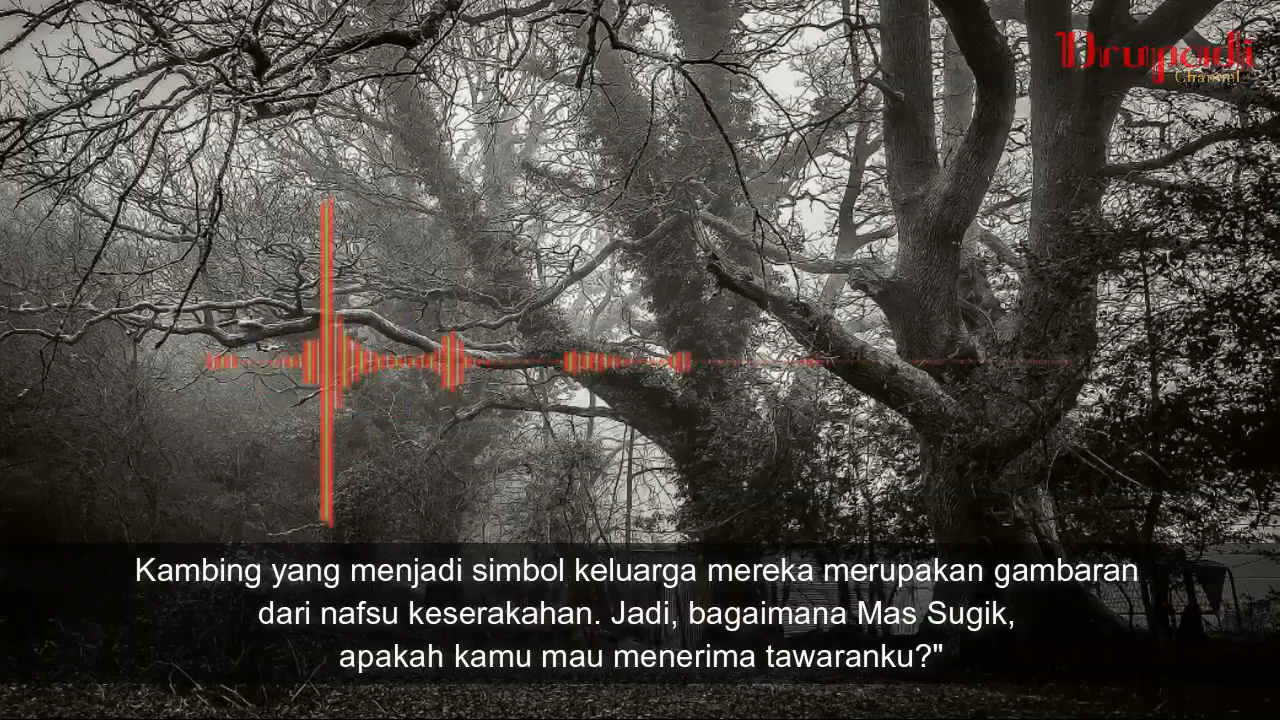 Drupadi
Channel
Kambing yang menjadi simbol keluarga mereka merupakan gambaran
dari nafsu keserakahan. Jadi, bagaimana Mas Sugik,
apakah kamu mau menerima tawaranku?"